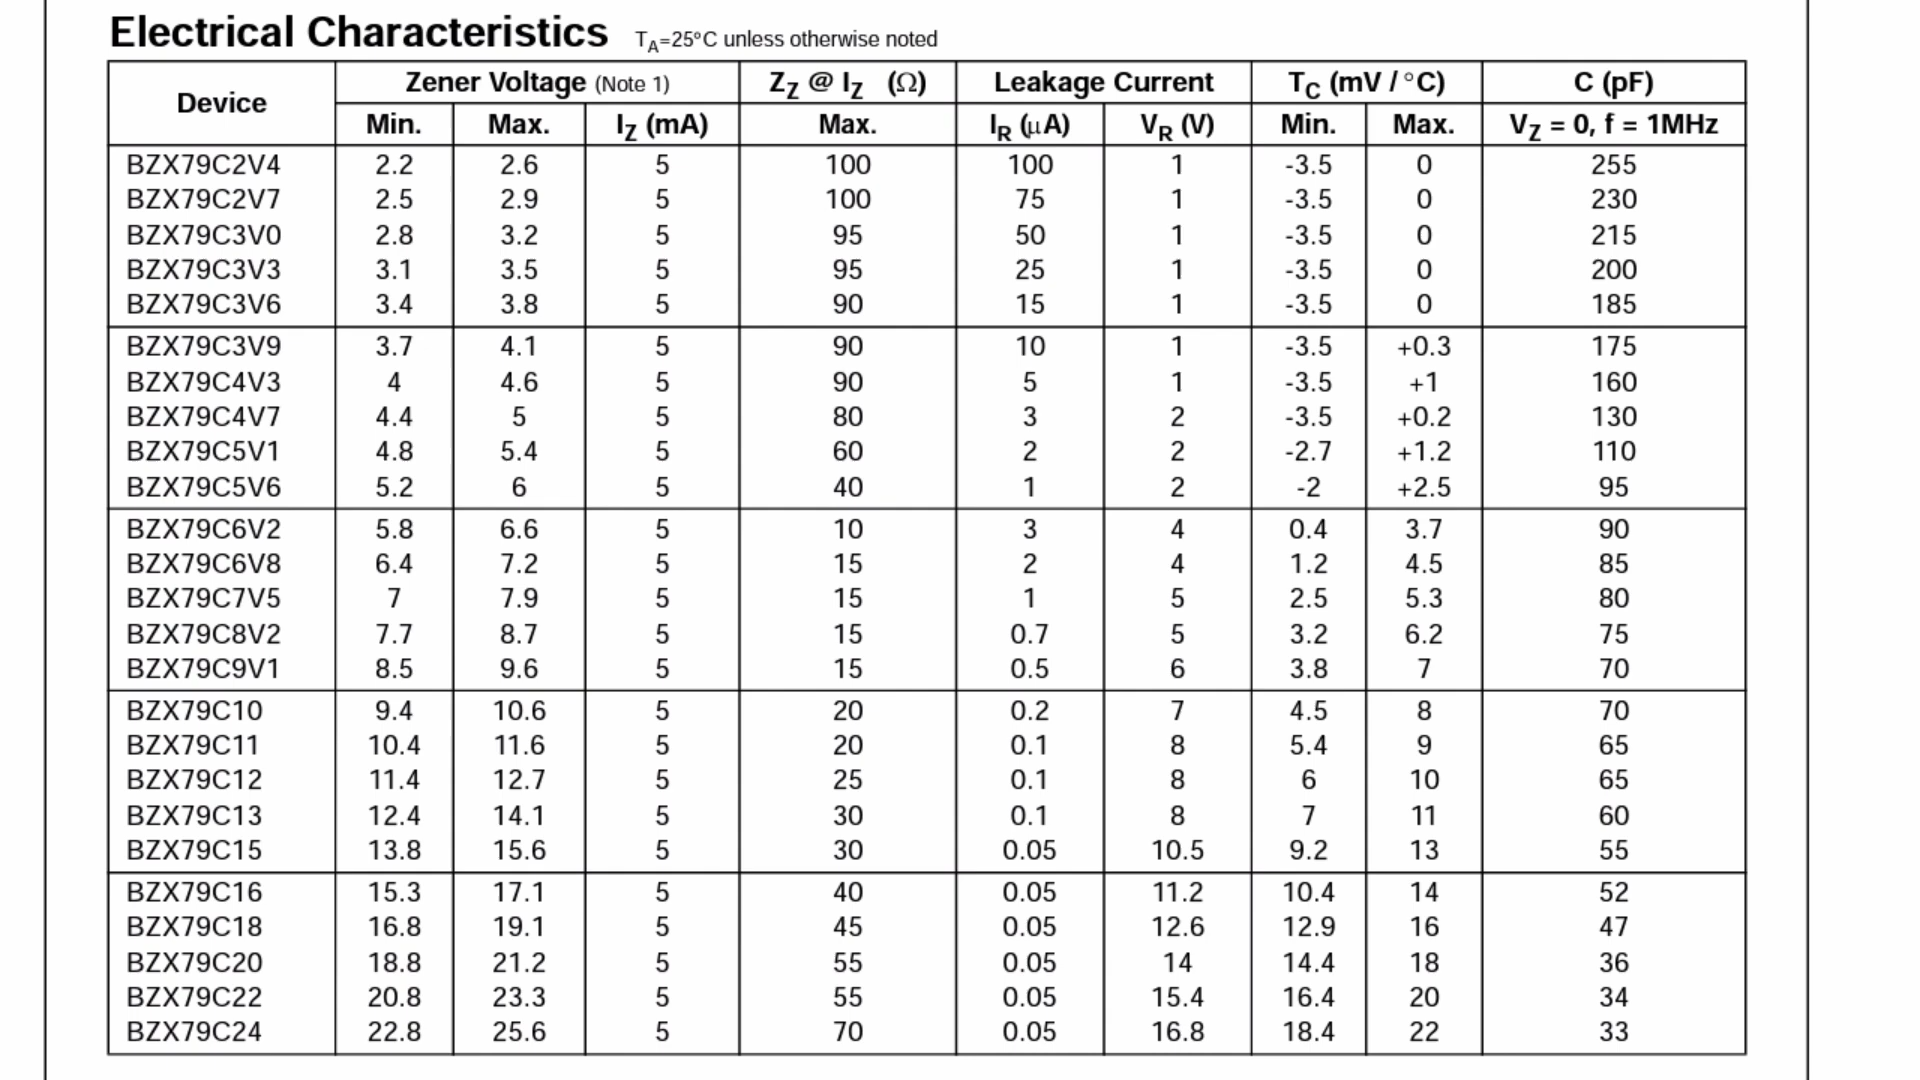 Electrical Characteristics TA=25°C unless otherwise noted
Device Zener Voltage (Note 1) ZZ @ IZ (Ω) Leakage Current TC (mV / °C) C (pF)
Min. Max. IZ (mA) Max. IR (μA) VR (V) Min. Max. VZ = 0, f = 1MHz
BZX79C2V4 2.2 2.6 5 100 100 1 -3.5 0 255
BZX79C2V7 2.5 2.9 5 100 75 1 -3.5 0 230
BZX79C3V0 2.8 3.2 5 95 50 1 -3.5 0 215
BZX79C3V3 3.1 3.5 5 95 25 1 -3.5 0 200
BZX79C3V6 3.4 3.8 5 90 15 1 -3.5 0 185
BZX79C3V9 3.7 4.1 5 90 10 1 -3.5 +0.3 175
BZX79C4V3 4 4.6 5 90 5 1 -3.5 +1 160
BZX79C4V7 4.4 5 5 80 3 2 -3.5 +0.2 130
BZX79C5V1 4.8 5.4 5 60 2 2 -2.7 +1.2 110
BZX79C5V6 5.2 6 5 40 1 2 -2 +2.5 95
BZX79C6V2 5.8 6.6 5 10 3 4 0.4 3.7 90
BZX79C6V8 6.4 7.2 5 15 2 4 1.2 4.5 85
BZX79C7V5 7 7.9 5 15 1 5 2.5 5.3 80
BZX79C8V2 7.7 8.7 5 15 0.7 5 3.2 6.2 75
BZX79C9V1 8.5 9.6 5 15 0.5 6 3.8 7 70
BZX79C10 9.4 10.6 5 20 0.2 7 4.5 8 70
BZX79C11 10.4 11.6 5 20 0.1 8 5.4 9 65
BZX79C12 11.4 12.7 5 25 0.1 8 6 10 65
BZX79C13 12.4 14.1 5 30 0.1 8 7 11 60
BZX79C15 13.8 15.6 5 30 0.05 10.5 9.2 13 55
BZX79C16 15.3 17.1 5 40 0.05 11.2 10.4 14 52
BZX79C18 16.8 19.1 5 45 0.05 12.6 12.9 16 47
BZX79C20 18.8 21.2 5 55 0.05 14 14.4 18 36
BZX79C22 20.8 23.3 5 55 0.05 15.4 16.4 20 34
BZX79C24 22.8 25.6 5 70 0.05 16.8 18.4 22 33